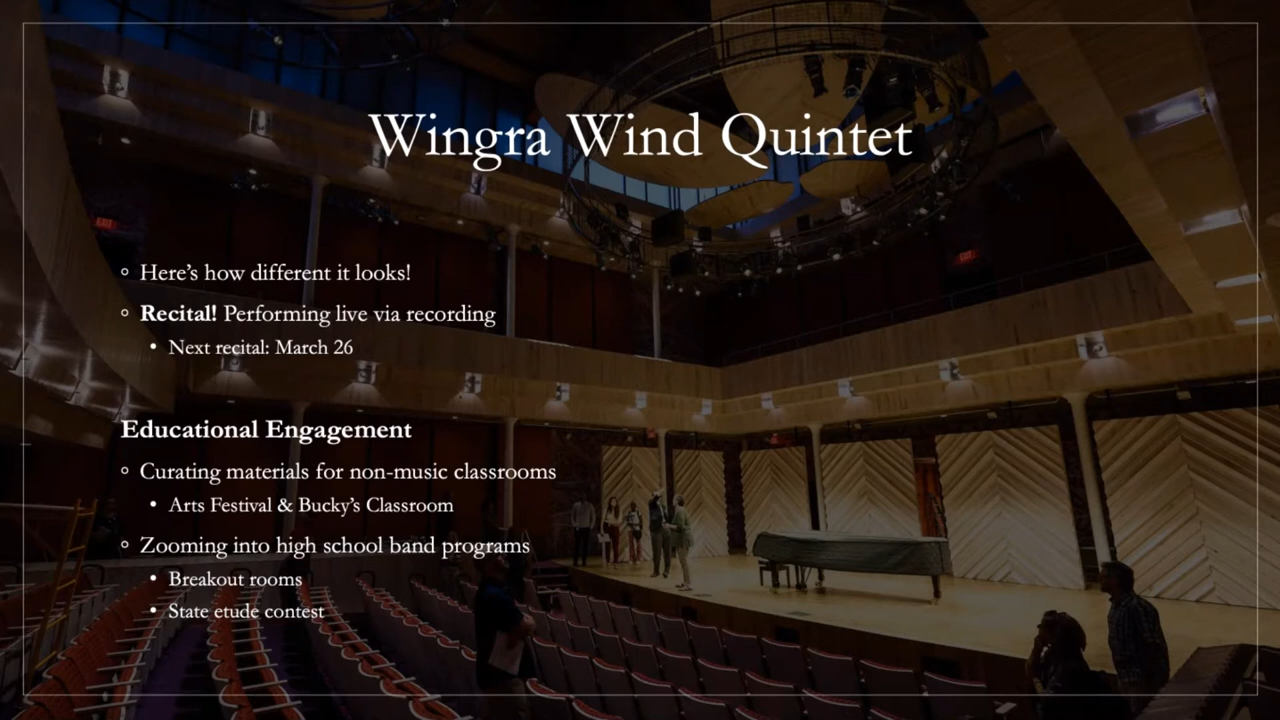 Wingra Wind Quintet
EXIT
EXIT
Here’s how different it looks!
Recital! Performing live via recording
Next recital: March 26
Educational Engagement
Curating materials for non-music classrooms
Arts Festival & Bucky’s Classroom
Zooming into high school band programs
Breakout rooms
State etude contest